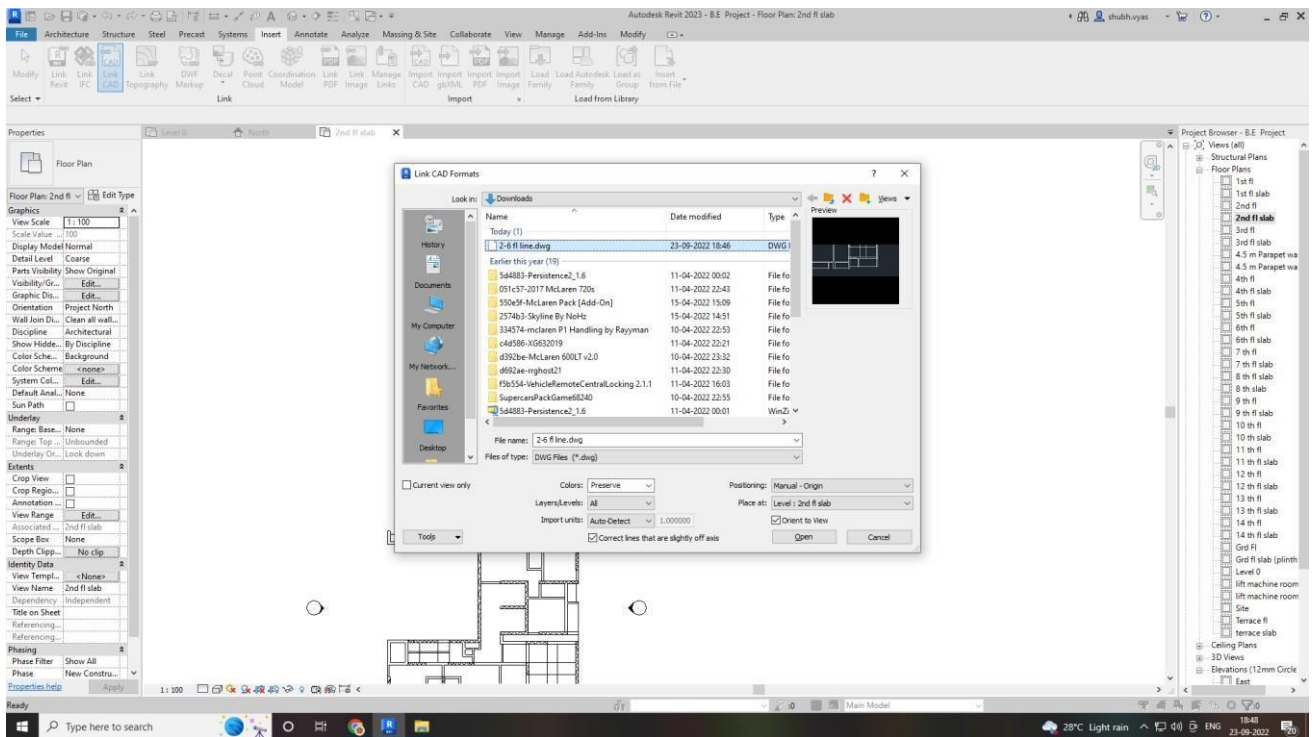 Autodesk Revit 2023 - B.E Project - Floor Plan: 2nd fl slab
shubh.vyas
File Architecture Structure Steel Precast Systems Insert Annotate Analyze Massing & Site Collaborate View Manage Add-Ins Modify
Modify Link Revit Link IFC Link CAD Link Topography DWF Markup Decal Point Cloud Coordination Model Link PDF Link Image Manage Links Import CAD Import gbXML Import PDF Import Image Load Family Load Autodesk Family Load as Group Insert from File
Select Link Import Load from Library
Properties Level 0 North 2nd fl slab
Floor Plan
Floor Plan: 2nd fl Edit Type
Graphics
View Scale 1 : 100
Scale Value ... 100
Display Model Normal
Detail Level Coarse
Parts Visibility Show Original
Visibility/Gr... Edit...
Graphic Dis... Edit...
Orientation Project North
Wall Join Di... Clean all wall...
Discipline Architectural
Show Hidde... By Discipline
Color Sche... Background
Color Scheme <none>
System Col... Edit...
Default Anal... None
Sun Path
Underlay
Range: Base... None
Range: Top ... Unbounded
Underlay Or... Look down
Extents
Crop View
Crop Regio...
Annotation ...
View Range Edit...
Associated ... 2nd fl slab
Scope Box None
Depth Clipp... No clip
Identity Data
View Templ... <None>
View Name 2nd fl slab
Dependency Independent
Title on Sheet
Referencing...
Referencing...
Phasing
Phase Filter Show All
Phase New Constru...
Properties help Apply
Link CAD Formats ?
Look in: Downloads Views
Name Date modified Type Preview
Today (1)
2-6 fl line.dwg 23-09-2022 18:46 DWG
Earlier this year (19)
5d4883-Persistence2_1.6 11-04-2022 00:02 File fo
051c57-2017 McLaren 720s 11-04-2022 22:43 File fo
550e5f-McLaren Pack [Add-On] 15-04-2022 15:09 File fo
2574b3-Skyline By NoHz 15-04-2022 14:51 File fo
334574-mclaren P1 Handling by Rayyman 10-04-2022 22:53 File fo
c4d586-XG632019 11-04-2022 22:21 File fo
d392be-McLaren 600LT v2.0 10-04-2022 23:32 File fo
d692ae-rrghost21 11-04-2022 22:30 File fo
f5b554-VehicleRemoteCentralLocking 2.1.1 11-04-2022 16:03 File fo
SupercarsPackGame68240 10-04-2022 22:55 File fo
5d4883-Persistence2_1.6 11-04-2022 00:01 WinZi
History
Documents
My Computer
My Network...
Favorites
Desktop
File name: 2-6 fl line.dwg
Files of type: DWG Files (*.dwg)
Current view only Colors: Preserve Positioning: Manual - Origin
Layers/Levels: All Place at: Level : 2nd fl slab
Import units: Auto-Detect 1.000000 Orient to View
Tools Correct lines that are slightly off axis Open Cancel
Project Browser - B.E Project
Views (all)
Structural Plans
Floor Plans
1st fl
1st fl slab
2nd fl
2nd fl slab
3rd fl
3rd fl slab
4.5 m Parapet wa
4.5 m Parapet wa
4th fl
4th fl slab
5th fl
5th fl slab
6th fl
6th fl slab
7 th fl
7 th fl slab
8 th fl slab
8 th slab
9 th fl
9 th fl slab
10 th fl
10 th slab
11 th fl
11 th fl slab
12 th fl
12 th fl slab
13 th fl
13 th fl slab
14 th fl
14 th fl slab
Grd Fl
Grd fl slab (plinth
Level 0
lift machine room
lift machine room
Site
Terrace fl
terrace slab
Ceiling Plans
3D Views
Elevations (12mm Circle
East
1 : 100
Ready :0 Main Model :0
Type here to search 28°C Light rain ENG 18:48
23-09-2022 20